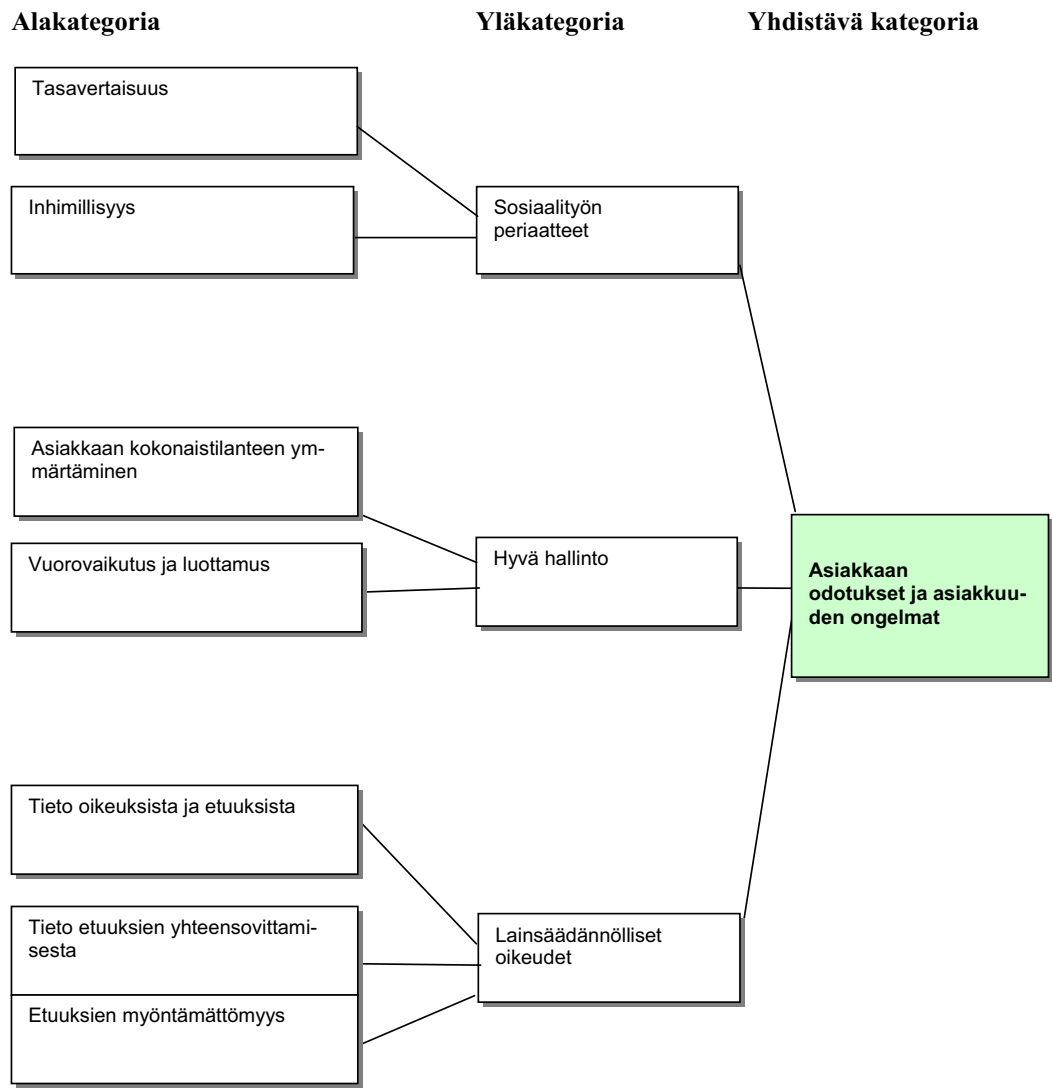 Alakategoria Yläkategoria Yhdistävä kategoria
Tasavertaisuus
Inhimillisyys
Sosiaalityön
periaatteet
Asiakkaan kokonaistilanteen ym-
märtäminen
Vuorovaikutus ja luottamus
Hyvä hallinto
Asiakkaan
odotukset ja asiakkuu-
den ongelmat
Tieto oikeuksista ja etuuksista
Tieto etuuksien yhteensovittami-
sesta
Etuuksien myöntämättömyys
Lainsäädännölliset
oikeudet